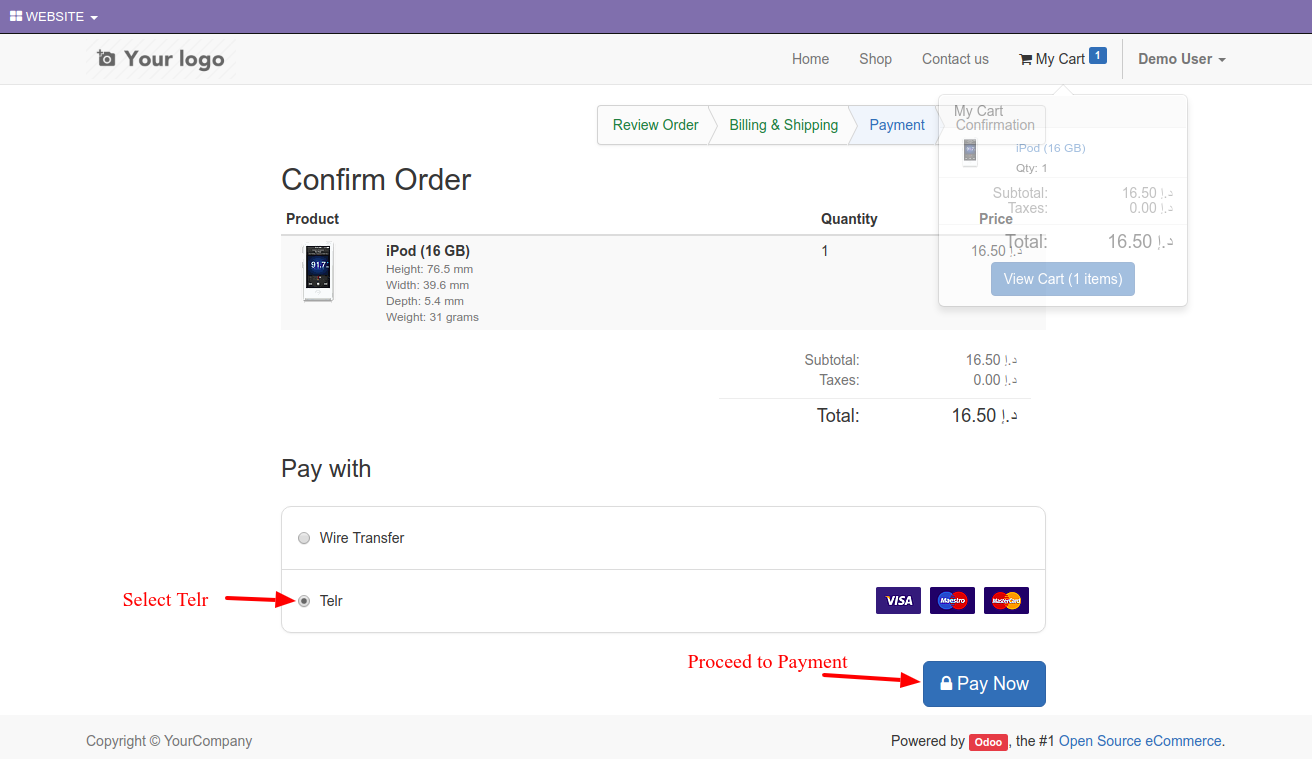 WEBSITE
Your logo
Home Shop Contact us My Cart 1 Demo User
Review Order Billing & Shipping Payment Confirmation
My Cart
iPod (16 GB)
Qty: 1
Subtotal: 16.50 د.إ
Taxes: 0.00 د.إ
Total: 16.50 د.إ
View Cart (1 items)
Confirm Order
Product Quantity Price
iPod (16 GB) 1 16.50 د.إ
Height: 76.5 mm
Width: 39.6 mm
Depth: 5.4 mm
Weight: 31 grams
91.7
Subtotal: 16.50 د.إ
Taxes: 0.00 د.إ
Total: 16.50 د.إ
Pay with
Wire Transfer
Select Telr
Telr VISA Maestro MasterCard
Proceed to Payment
Pay Now
Copyright © YourCompany
Powered by Odoo, the #1 Open Source eCommerce.